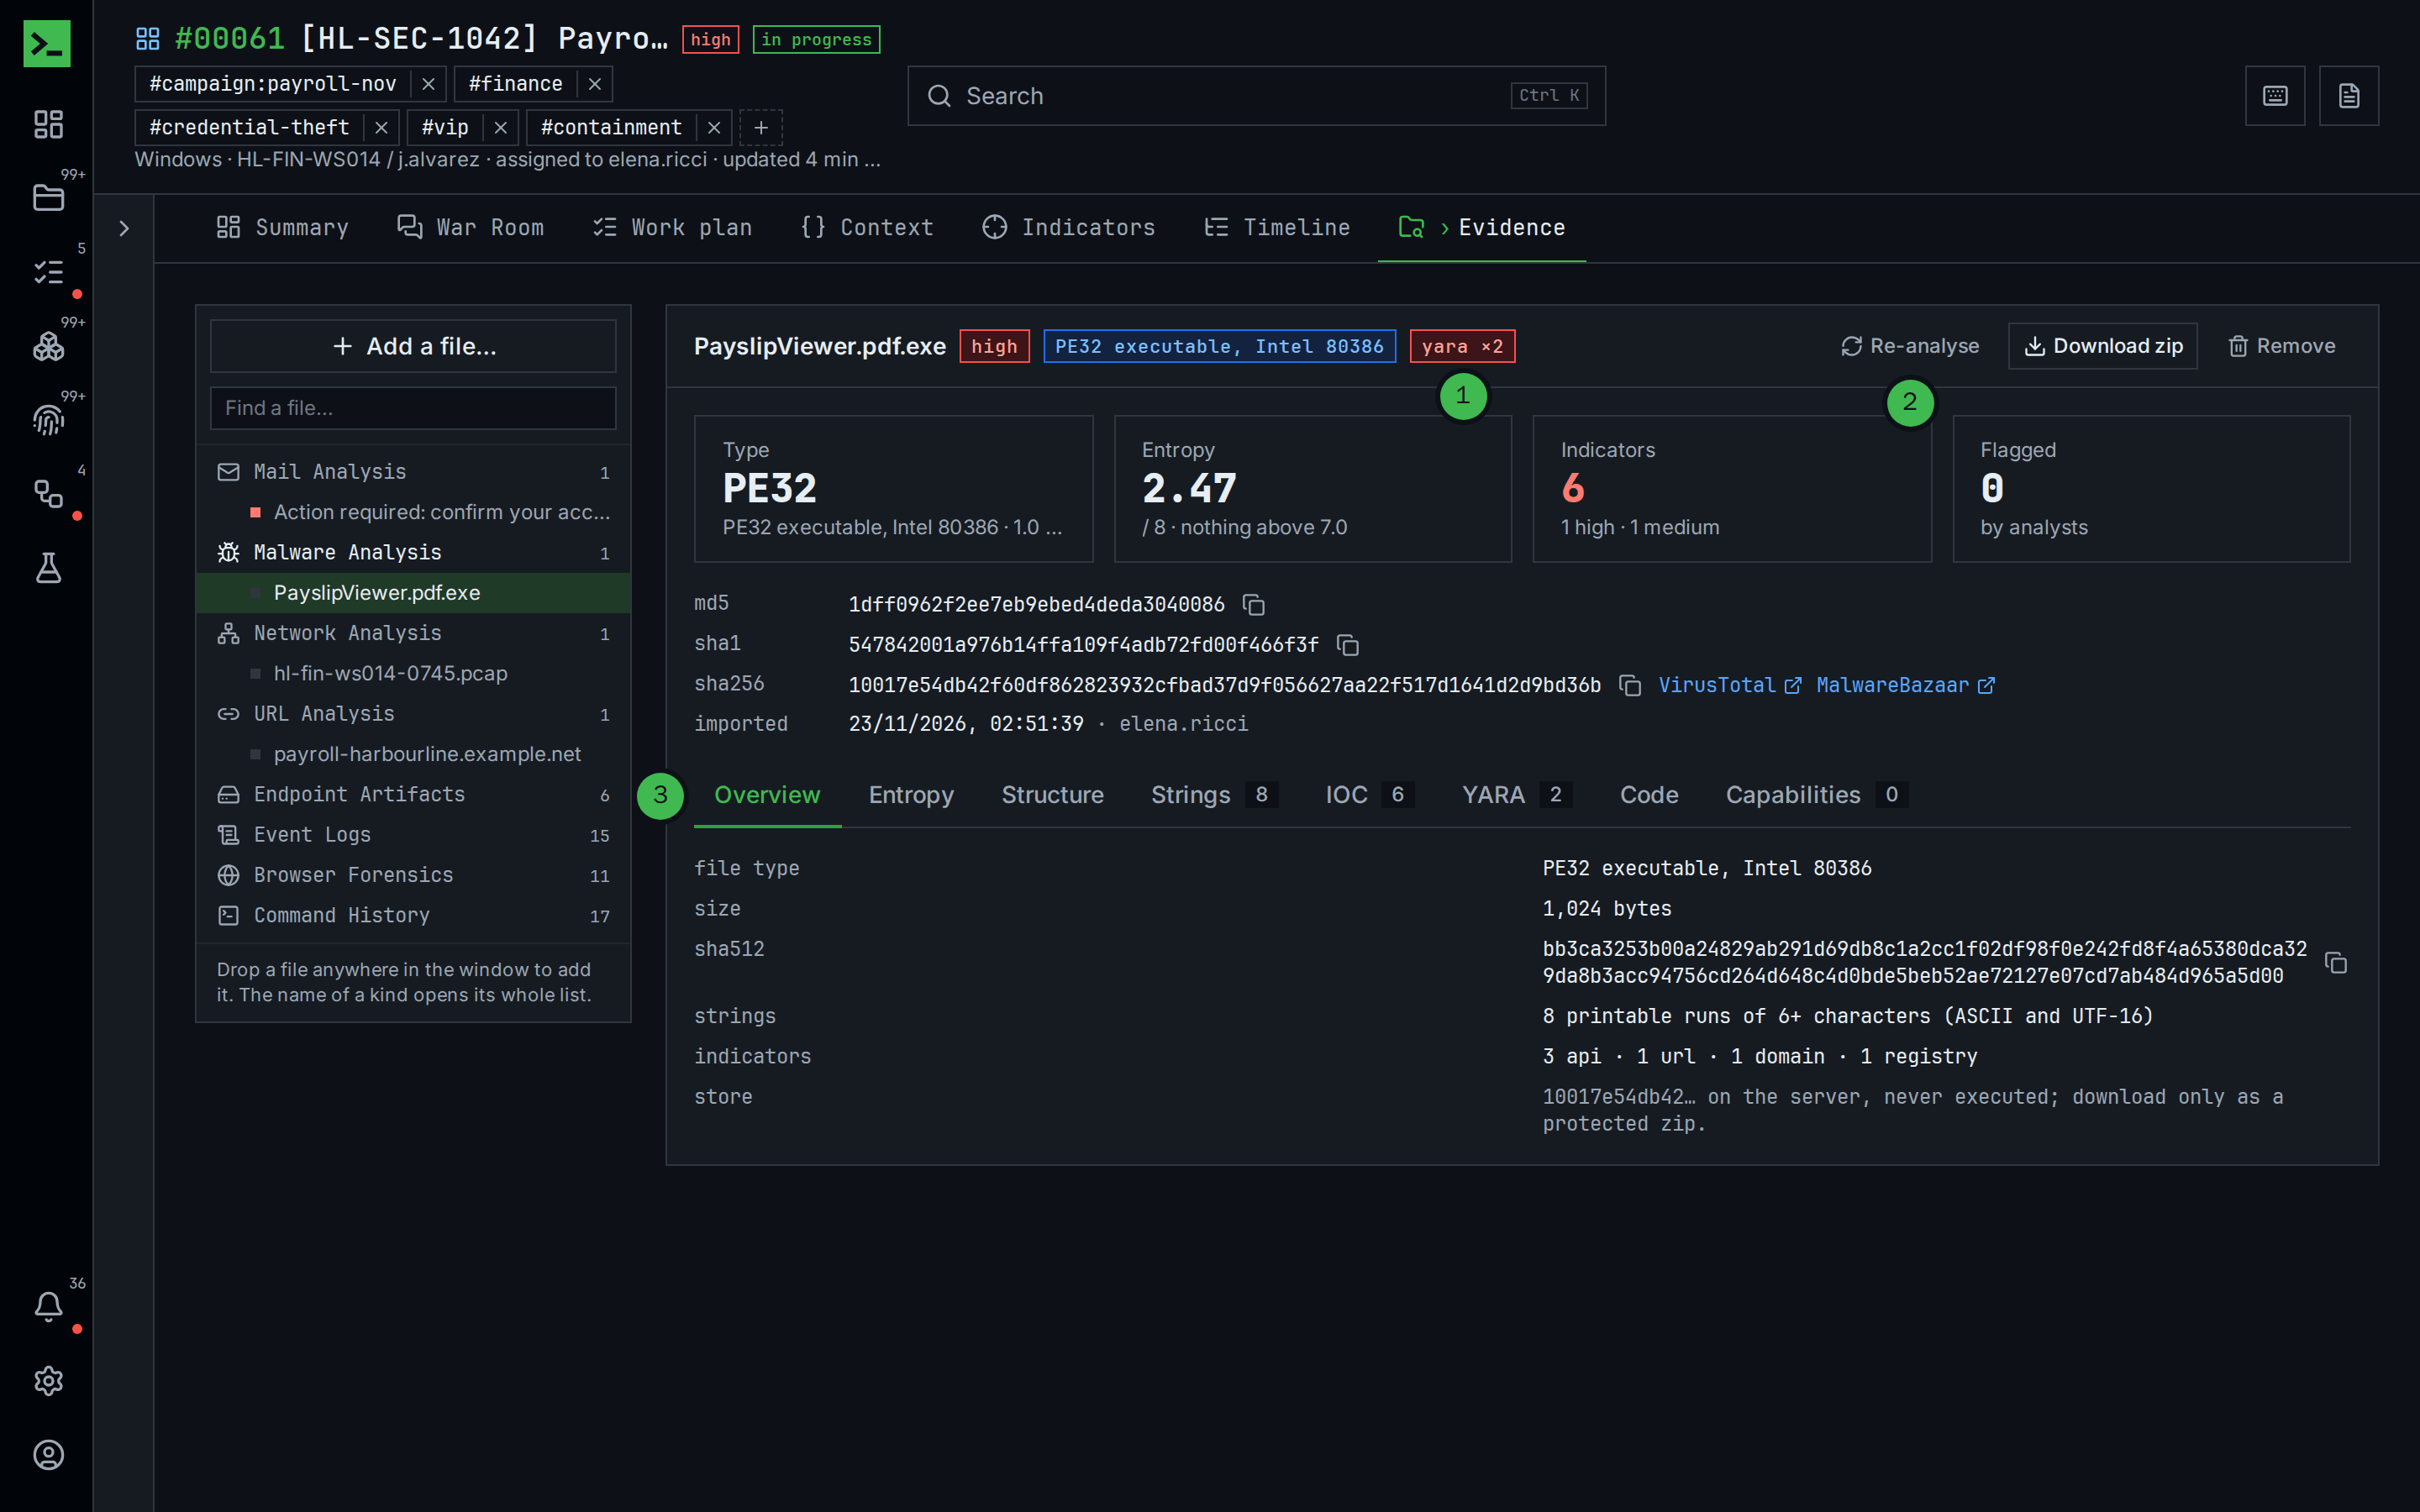 #00061 [HL-SEC-1042] Payro… high in progress
#campaign:payroll-nov #finance
#credential-theft #vip #containment
Windows · HL-FIN-WS014 / j.alvarez · assigned to elena.ricci · updated 4 min …
Search Ctrl K
99+
5
99+
99+
4
36
Summary War Room Work plan Context Indicators Timeline › Evidence
Add a file...
Find a file...
Mail Analysis 1
Action required: confirm your acc...
Malware Analysis 1
PayslipViewer.pdf.exe
Network Analysis 1
hl-fin-ws014-0745.pcap
URL Analysis 1
payroll-harbourline.example.net
Endpoint Artifacts 6
Event Logs 15
Browser Forensics 11
Command History 17
Drop a file anywhere in the window to add
it. The name of a kind opens its whole list.
PayslipViewer.pdf.exe high PE32 executable, Intel 80386 yara ×2 Re-analyse Download zip Remove
1 2
Type
PE32
PE32 executable, Intel 80386 · 1.0 ...
Entropy
2.47
/ 8 · nothing above 7.0
Indicators
6
1 high · 1 medium
Flagged
0
by analysts
md5 1dff0962f2ee7eb9ebed4deda3040086
sha1 547842001a976b14ffa109f4adb72fd00f466f3f
sha256 10017e54db42f60df862823932cfbad37d9f056627aa22f517d1641d2d9bd36b VirusTotal MalwareBazaar
imported 23/11/2026, 02:51:39 · elena.ricci
3 Overview Entropy Structure Strings 8 IOC 6 YARA 2 Code Capabilities 0
file type PE32 executable, Intel 80386
size 1,024 bytes
sha512 bb3ca3253b00a24829ab291d69db8c1a2cc1f02df98f0e242fd8f4a65380dca32
9da8b3acc94756cd264d648c4d0bde5beb52ae72127e07cd7ab484d965a5d00
strings 8 printable runs of 6+ characters (ASCII and UTF-16)
indicators 3 api · 1 url · 1 domain · 1 registry
store 10017e54db42… on the server, never executed; download only as a
protected zip.